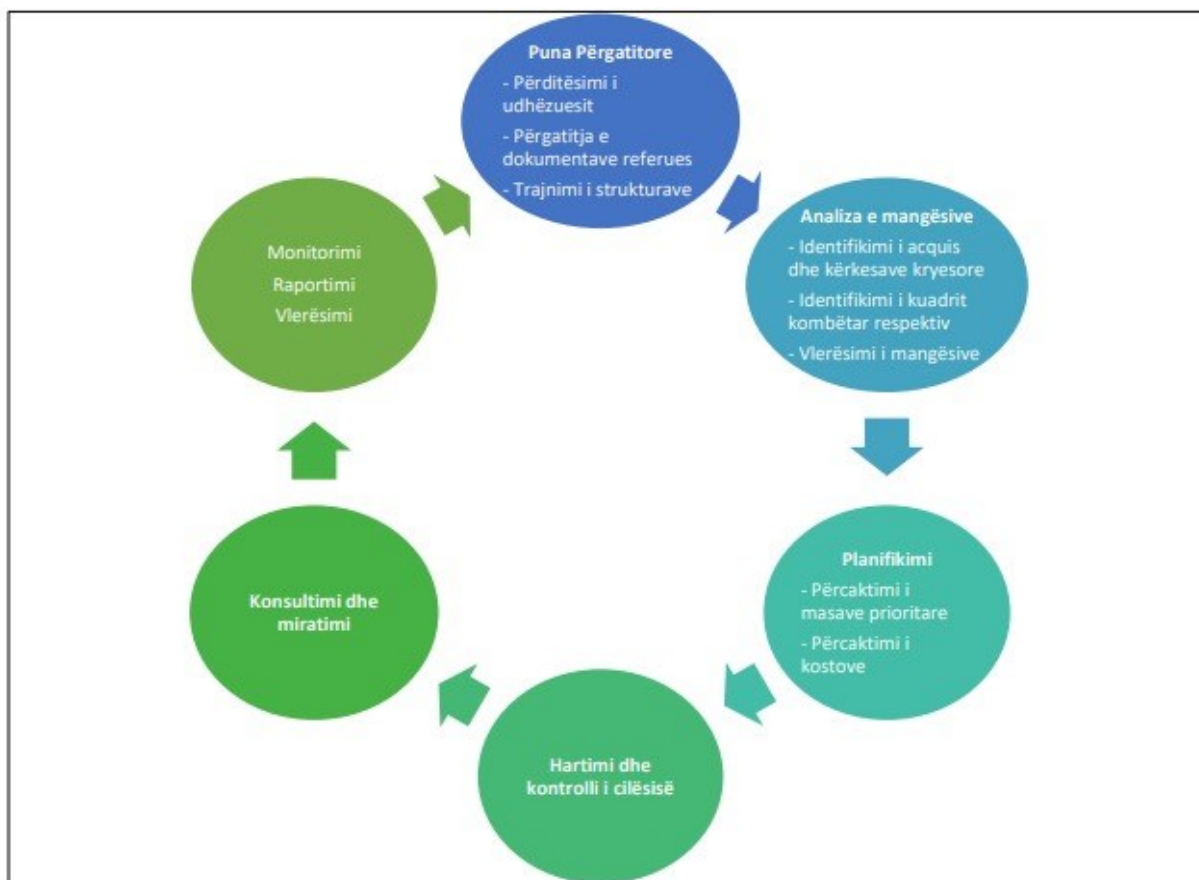 Puna Përgatitore
- Përditësimi i
udhëzuesit
- Përgatitja e
dokumentave referues
- Trajnimi i strukturave
Analiza e mangësive
- Identifikimi i acquis
dhe kërkesave kryesore
- Identifikimi i kuadrit
kombëtar respektiv
- Vlerësimi i mangësive
Planifikimi
- Përcaktimi i
masave prioritare
- Përcaktimi i
kostove
Hartimi dhe
kontrolli i cilësisë
Konsultimi dhe
miratimi
Monitorimi
Raportimi
Vlerësimi